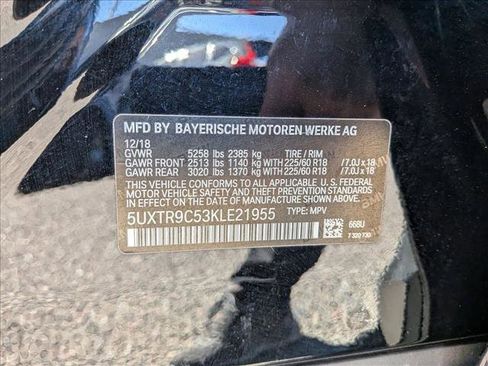 MFD BY BAYERISCHE MOTOREN WERKE AG
12/18
GVWR 5258 lbs 2385 kg TIRE / RIM
GAWR FRONT 2513 lbs 1140 kg WITH 225/60 R18 /7.0J x 18
GAWR REAR 3020 lbs 1370 kg WITH 225/60 R18 /7.0J x 18
THIS VEHICLE CONFORMS TO ALL APPLICABLE U.S. FEDERAL
MOTOR VEHICLE SAFETY AND THEFT PREVENTION STANDARDS
IN EFFECT ON THE DATE OF MANUFACTURE SHOWN ABOVE.
5UXTR9C53KLE21955 TYPE: MPV
668U